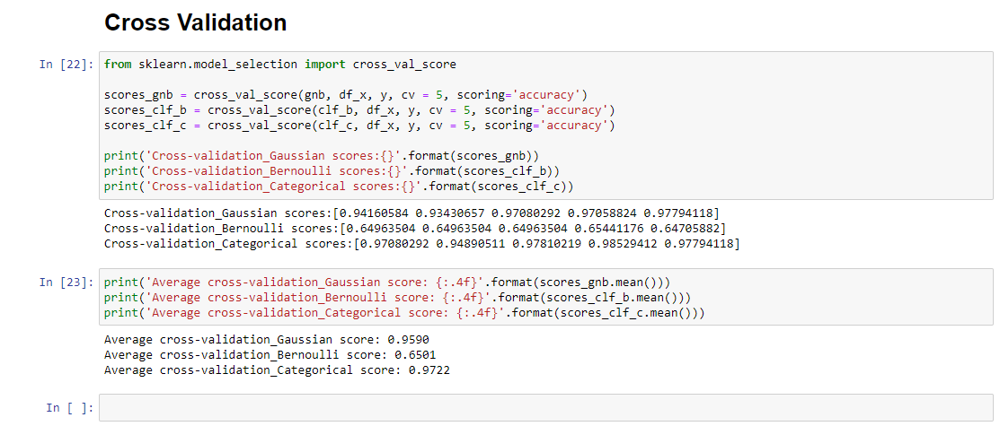 Cross Validation
In [22]: from sklearn.model_selection import cross_val_score
scores_gnb = cross_val_score(gnb, df_x, y, cv = 5, scoring='accuracy')
scores_clf_b = cross_val_score(clf_b, df_x, y, cv = 5, scoring='accuracy')
scores_clf_c = cross_val_score(clf_c, df_x, y, cv = 5, scoring='accuracy')
print('Cross-validation_Gaussian scores:{}'.format(scores_gnb))
print('Cross-validation_Bernoulli scores:{}'.format(scores_clf_b))
print('Cross-validation_Categorical scores:{}'.format(scores_clf_c))
Cross-validation_Gaussian scores:[0.94160584 0.93430657 0.97080292 0.97058824 0.97794118]
Cross-validation_Bernoulli scores:[0.64963504 0.64963504 0.64963504 0.65441176 0.64705882]
Cross-validation_Categorical scores:[0.97080292 0.94890511 0.97810219 0.98529412 0.97794118]
In [23]: print('Average cross-validation_Gaussian score: {:.4f}'.format(scores_gnb.mean()))
print('Average cross-validation_Bernoulli score: {:.4f}'.format(scores_clf_b.mean()))
print('Average cross-validation_Categorical score: {:.4f}'.format(scores_clf_c.mean()))
Average cross-validation_Gaussian score: 0.9590
Average cross-validation_Bernoulli score: 0.6501
Average cross-validation_Categorical score: 0.9722
In [ ]: